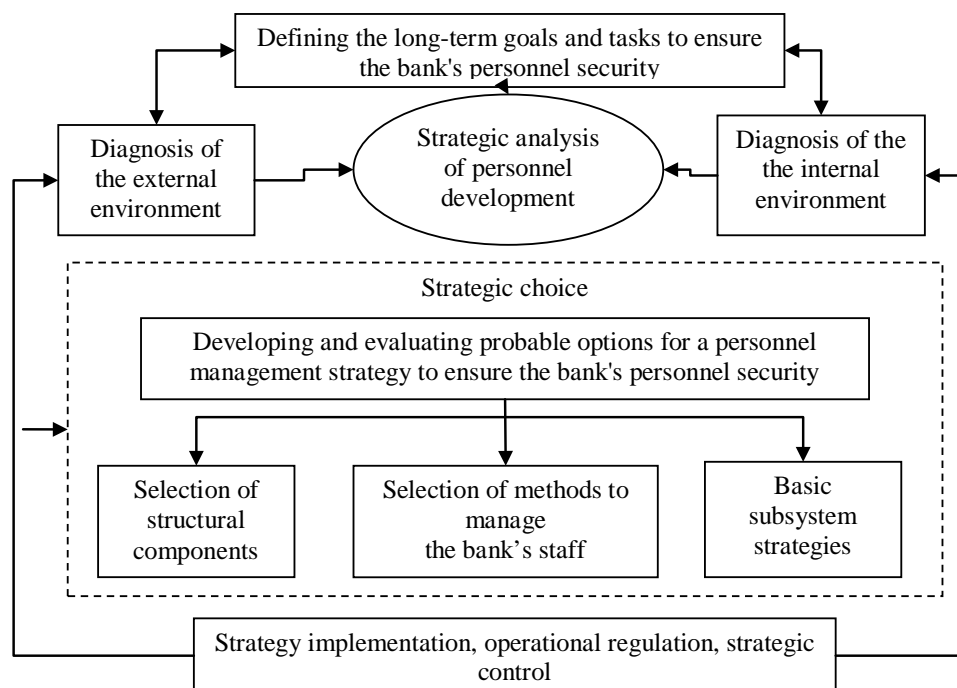 Defining the long-term goals and tasks to ensure
the bank's personnel security
Diagnosis of
the external
environment
Strategic analysis
of personnel
development
Diagnosis of the
the internal
environment
Strategic choice
Developing and evaluating probable options for a personnel
management strategy to ensure the bank's personnel security
Selection of
structural
components
Selection of methods to
manage
the bank’s staff
Basic
subsystem
strategies
Strategy implementation, operational regulation, strategic
control